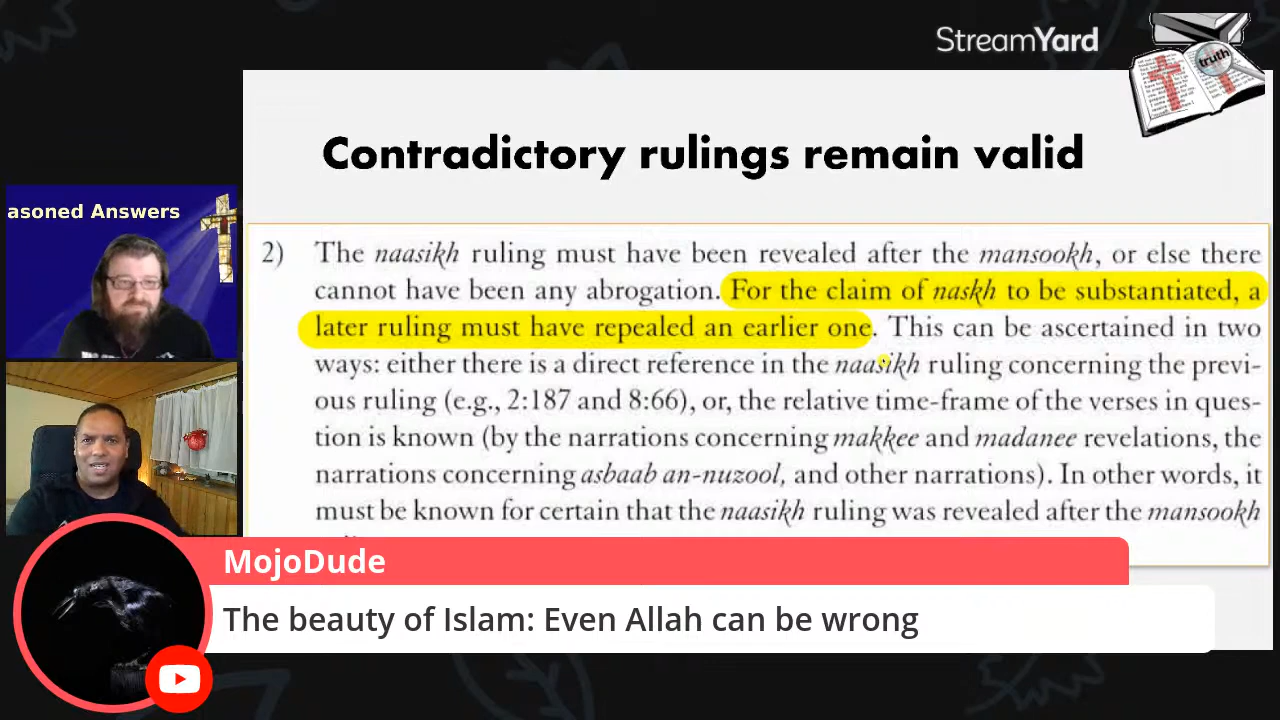 StreamYard
truth
Contradictory rulings remain valid
asoned Answers
2) The naasikh ruling must have been revealed after the mansookh, or else there
cannot have been any abrogation. For the claim of naskh to be substantiated, a
later ruling must have repealed an earlier one. This can be ascertained in two
ways: either there is a direct reference in the naasikh ruling concerning the previ-
ous ruling (e.g., 2:187 and 8:66), or, the relative time-frame of the verses in ques-
tion is known (by the narrations concerning makkee and madanee revelations, the
narrations concerning asbaab an-nuzool, and other narrations). In other words, it
must be known for certain that the naasikh ruling was revealed after the mansookh
MojoDude
The beauty of Islam: Even Allah can be wrong